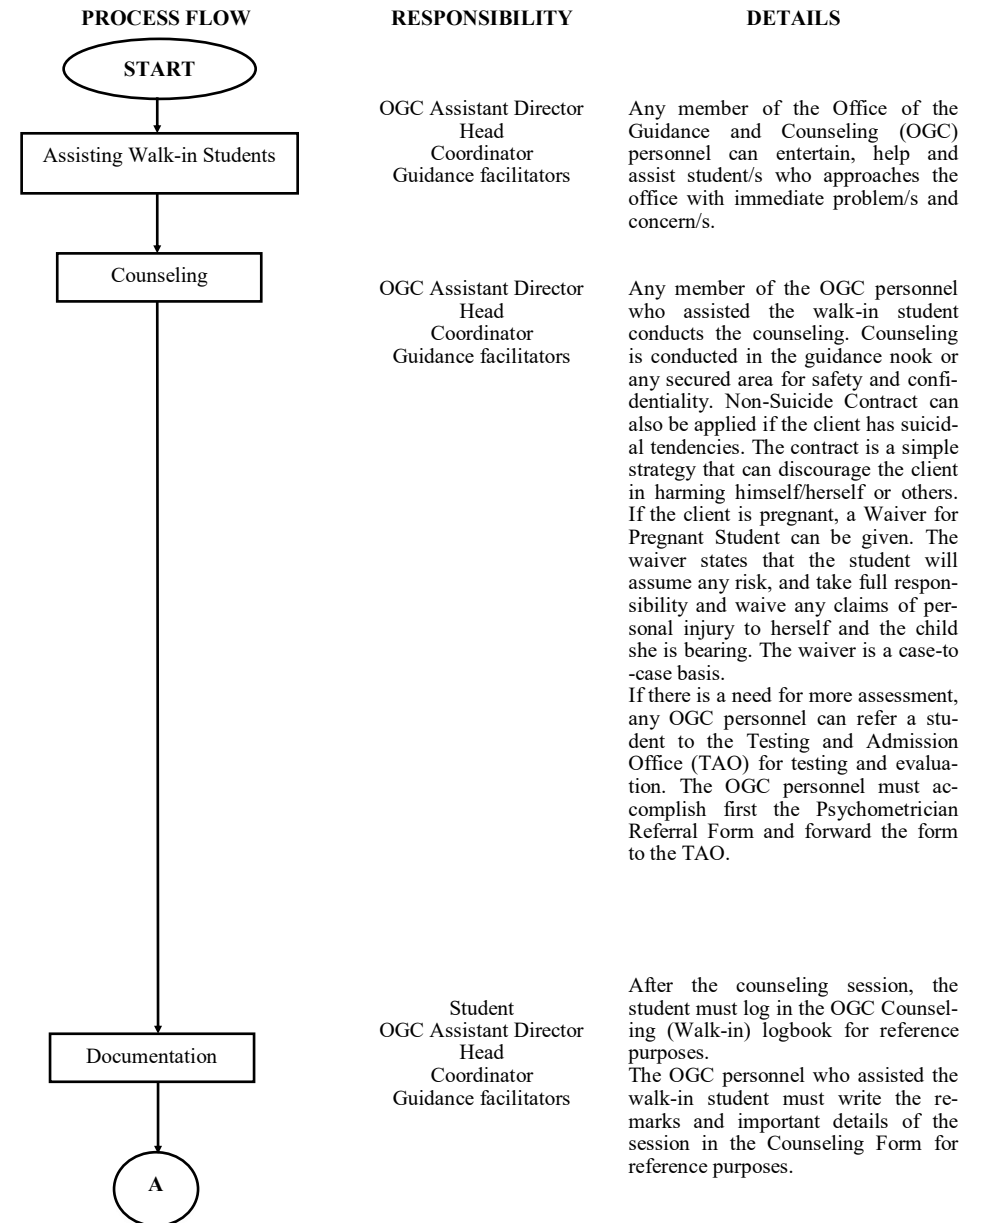 PROCESS FLOW RESPONSIBILITY DETAILS
START
Assisting Walk-in Students
OGC Assistant Director
Head
Coordinator
Guidance facilitators
Any member of the Office of the
Guidance and Counseling (OGC)
personnel can entertain, help and
assist student/s who approaches the
office with immediate problem/s and
concern/s.
Counseling
OGC Assistant Director
Head
Coordinator
Guidance facilitators
Any member of the OGC personnel
who assisted the walk-in student
conducts the counseling. Counseling
is conducted in the guidance nook or
any secured area for safety and confi-
dentiality. Non-Suicide Contract can
also be applied if the client has suicid-
al tendencies. The contract is a simple
strategy that can discourage the client
in harming himself/herself or others.
If the client is pregnant, a Waiver for
Pregnant Student can be given. The
waiver states that the student will
assume any risk, and take full respon-
sibility and waive any claims of per-
sonal injury to herself and the child
she is bearing. The waiver is a case-to
-case basis.
If there is a need for more assessment,
any OGC personnel can refer a stu-
dent to the Testing and Admission
Office (TAO) for testing and evalua-
tion. The OGC personnel must ac-
complish first the Psychometrician
Referral Form and forward the form
to the TAO.
Documentation
Student
OGC Assistant Director
Head
Coordinator
Guidance facilitators
After the counseling session, the
student must log in the OGC Counsel-
ing (Walk-in) logbook for reference
purposes.
The OGC personnel who assisted the
walk-in student must write the re-
marks and important details of the
session in the Counseling Form for
reference purposes.
A